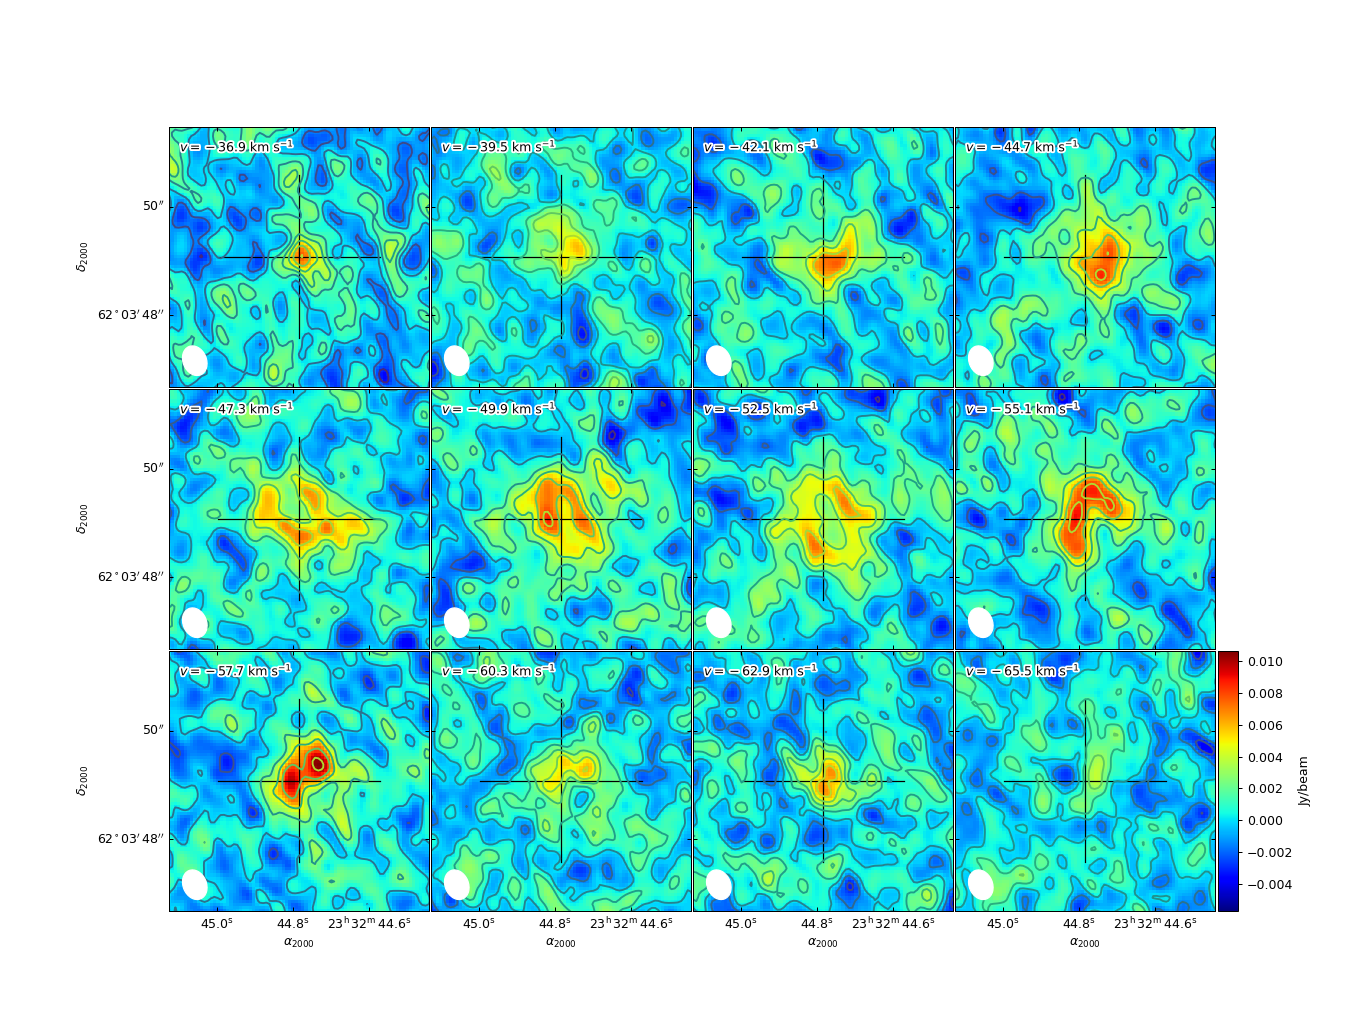 v = −36.9 km s⁻¹ v = −39.5 km s⁻¹ v = −42.1 km s⁻¹ v = −44.7 km s⁻¹
50″
δ₂₀₀₀
62°03′48″
v = −47.3 km s⁻¹ v = −49.9 km s⁻¹ v = −52.5 km s⁻¹ v = −55.1 km s⁻¹
50″
δ₂₀₀₀
62°03′48″
v = −57.7 km s⁻¹ v = −60.3 km s⁻¹ v = −62.9 km s⁻¹ v = −65.5 km s⁻¹
50″
δ₂₀₀₀
62°03′48″
0.010
0.008
0.006
0.004
0.002
0.000
−0.002
−0.004
Jy/beam
45.0ˢ 44.8ˢ 23ʰ32ᵐ44.6ˢ 45.0ˢ 44.8ˢ 23ʰ32ᵐ44.6ˢ 45.0ˢ 44.8ˢ 23ʰ32ᵐ44.6ˢ 45.0ˢ 44.8ˢ 23ʰ32ᵐ44.6ˢ
α₂₀₀₀ α₂₀₀₀ α₂₀₀₀ α₂₀₀₀